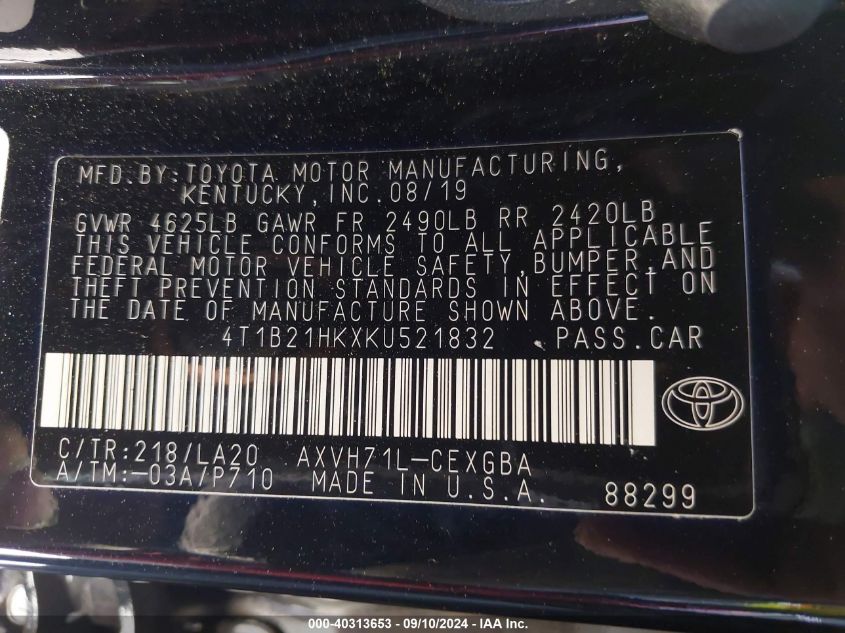 MFD.BY:TOYOTA MOTOR MANUFACTURING,
KENTUCKY,INC.08/19
GVWR 4625LB GAWR FR 2490LB RR 2420LB
THIS VEHICLE CONFORMS TO ALL APPLICABLE
FEDERAL MOTOR VEHICLE SAFETY,BUMPER,AND
THEFT PREVENTION STANDARDS IN EFFECT ON
THE DATE OF MANUFACTURE SHOWN ABOVE.
4T1B21HKXKU521832 PASS.CAR
C/TR:218/LA20 AXVH71L-CEXGBA
A/TM:-03A/P710 MADE IN U.S.A. 88299
000-40313653 - 09/10/2024 - IAA Inc.